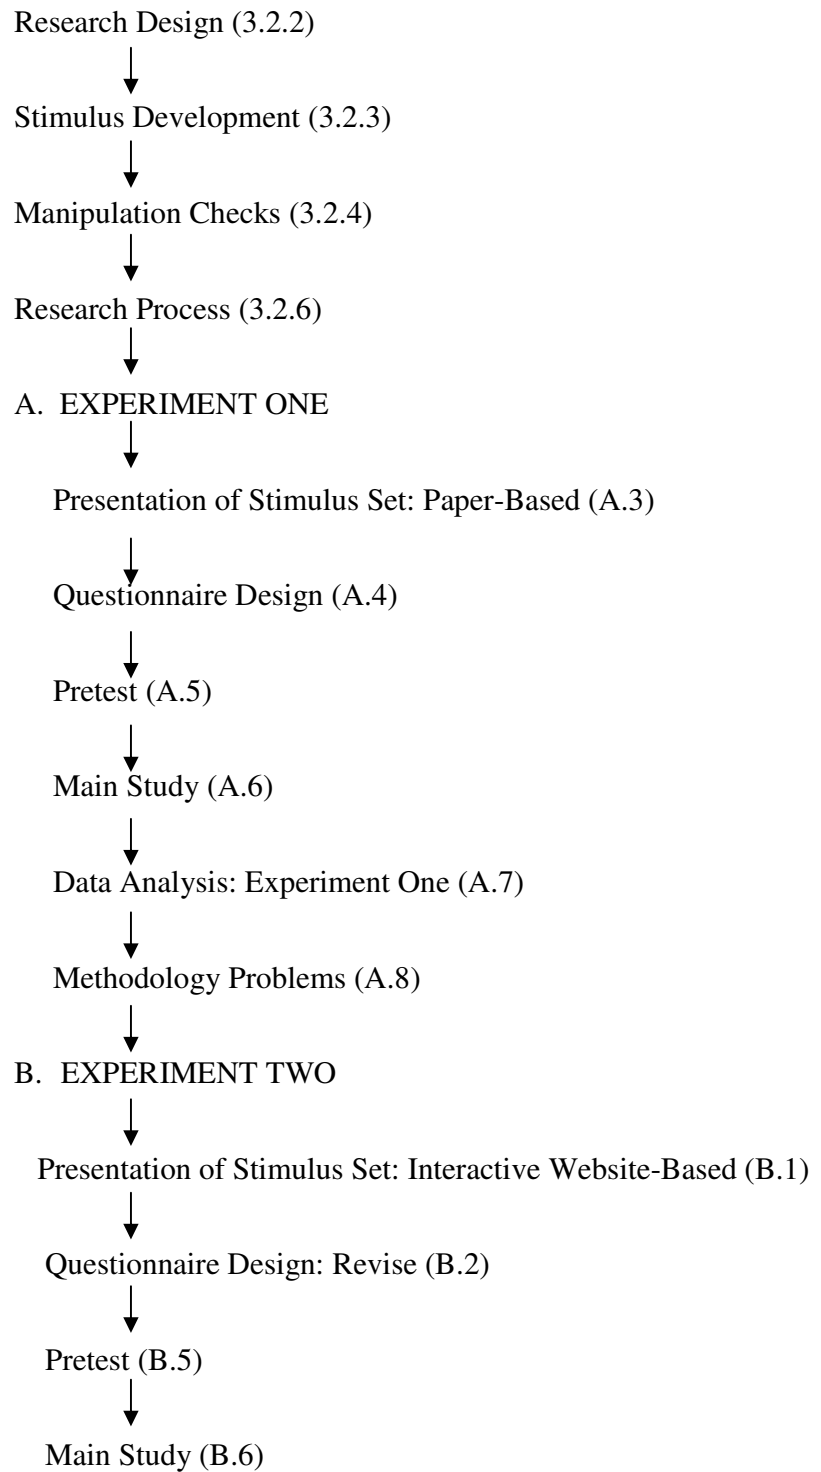 Research Design (3.2.2)
Stimulus Development (3.2.3)
Manipulation Checks (3.2.4)
Research Process (3.2.6)
A. EXPERIMENT ONE
Presentation of Stimulus Set: Paper-Based (A.3)
Questionnaire Design (A.4)
Pretest (A.5)
Main Study (A.6)
Data Analysis: Experiment One (A.7)
Methodology Problems (A.8)
B. EXPERIMENT TWO
Presentation of Stimulus Set: Interactive Website-Based (B.1)
Questionnaire Design: Revise (B.2)
Pretest (B.5)
Main Study (B.6)